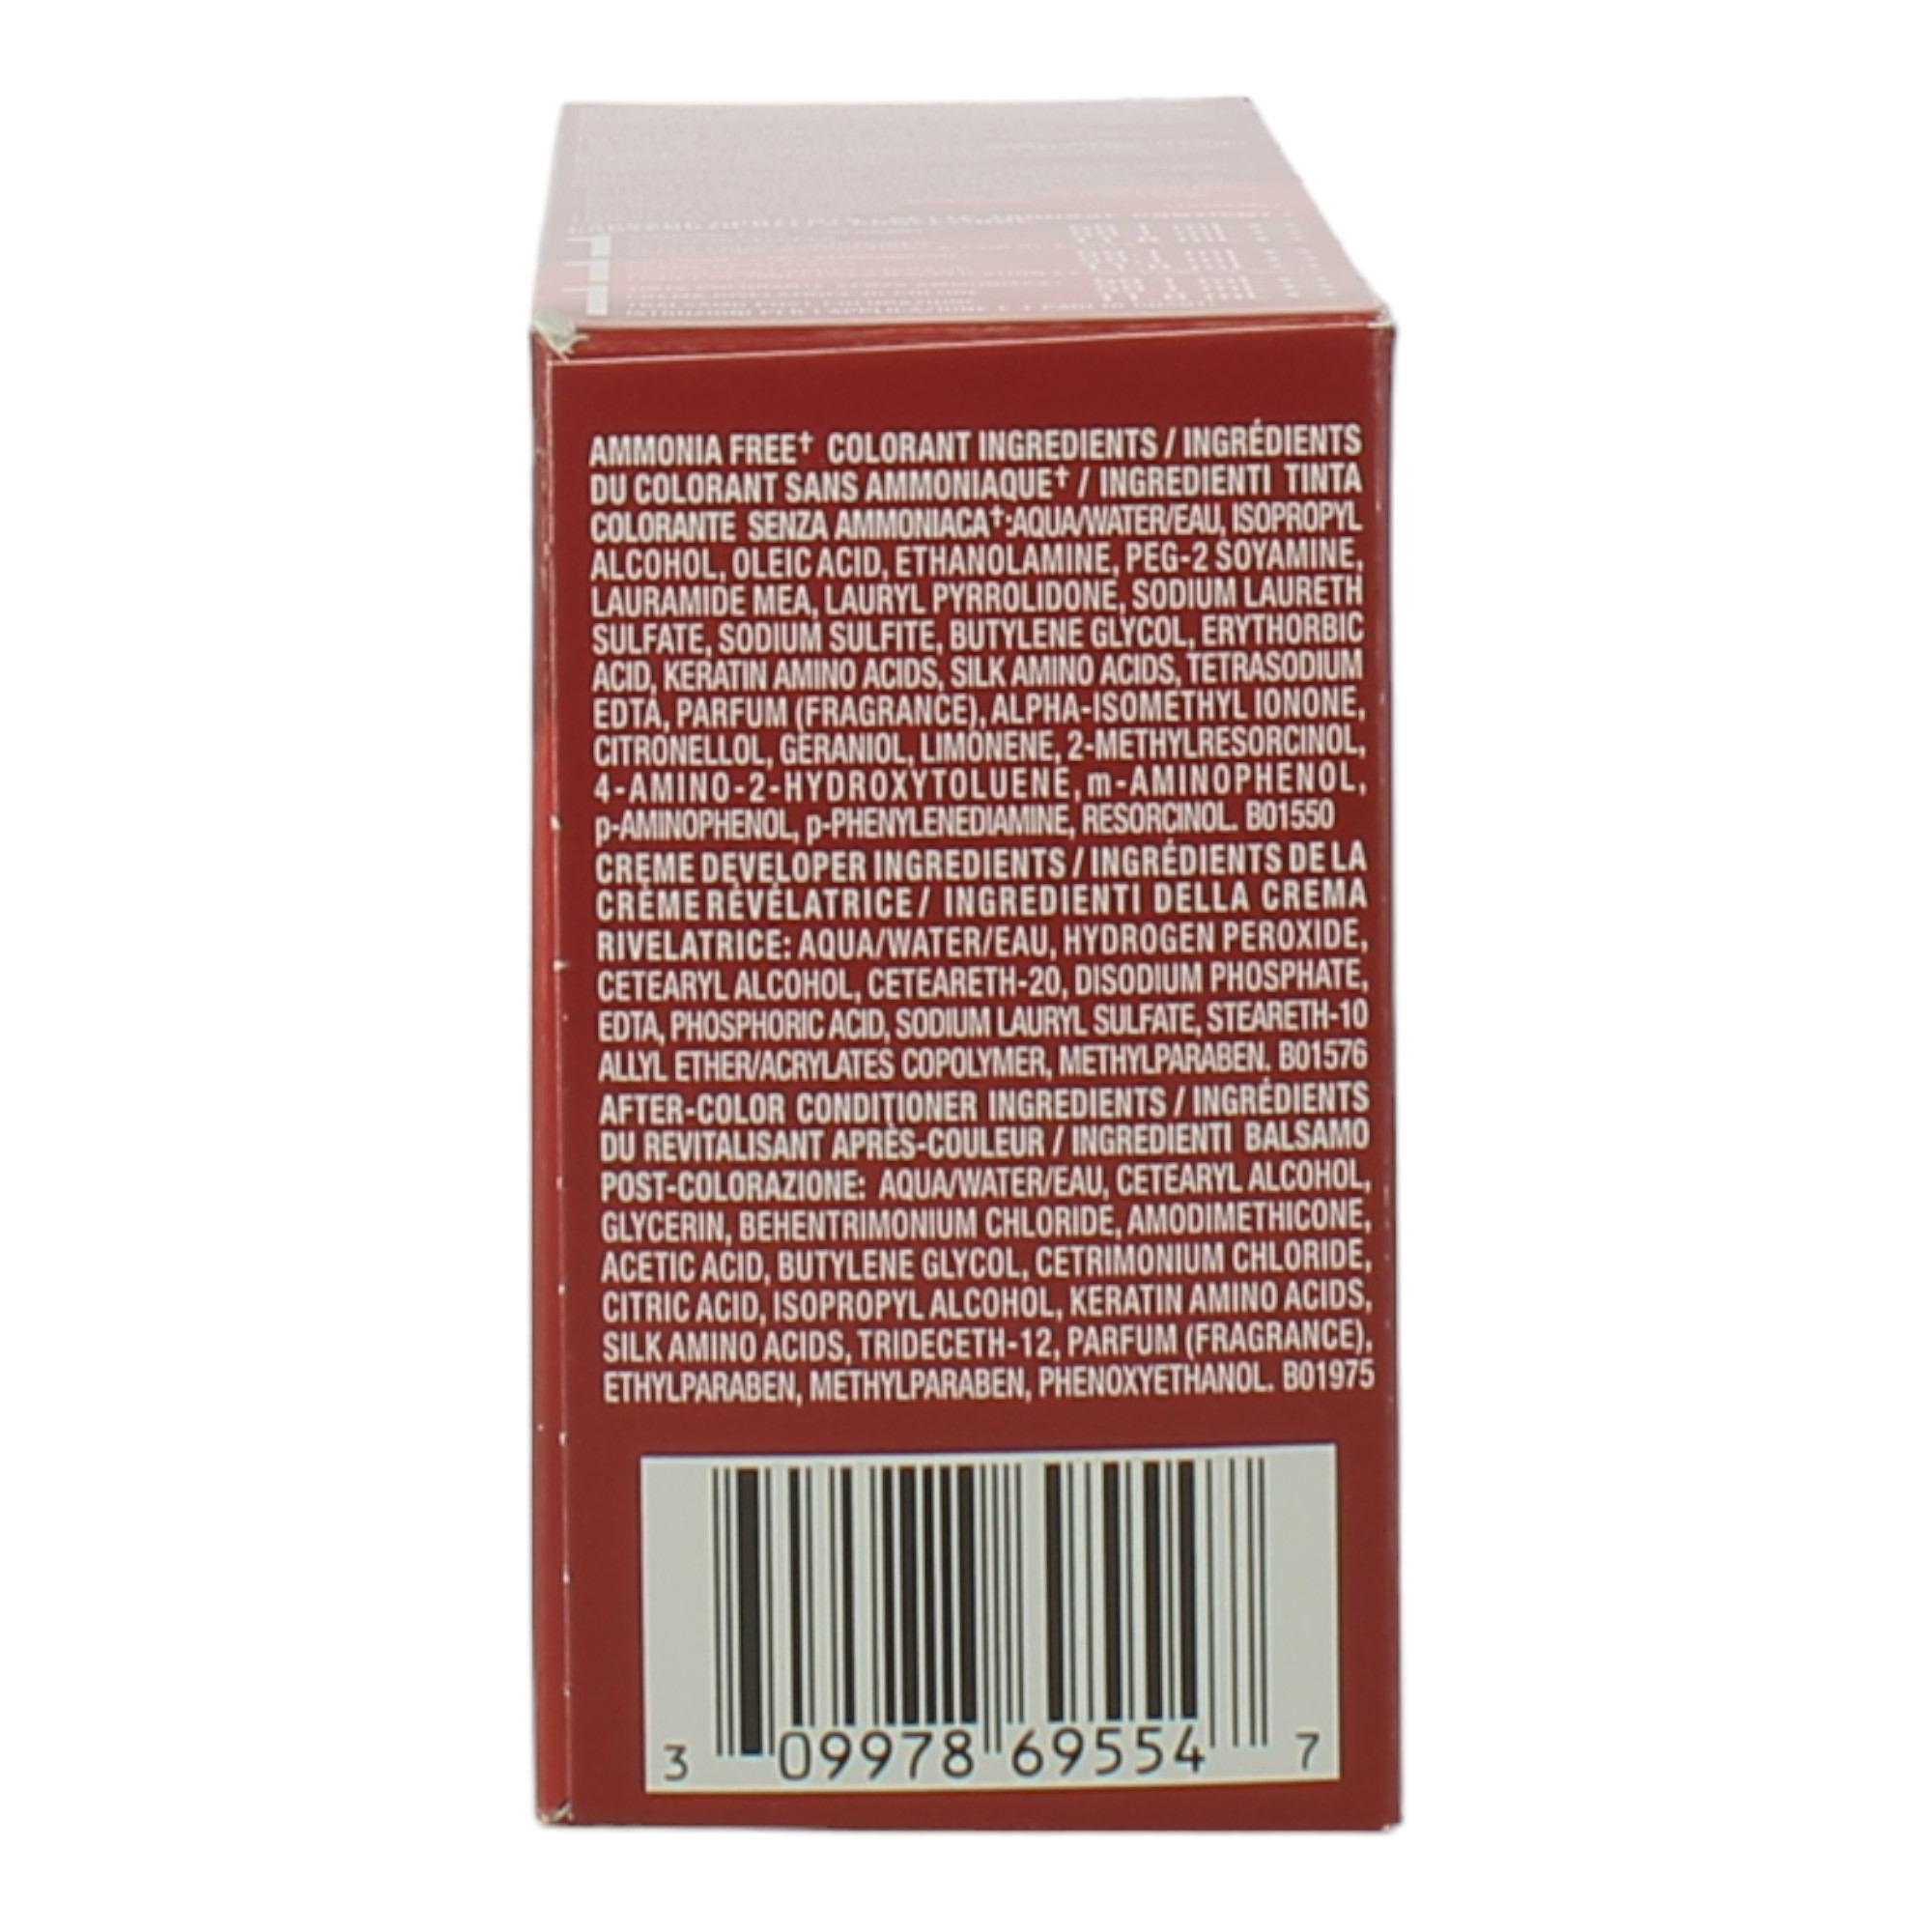 AMMONIA FREE† COLORANT INGREDIENTS / INGRÉDIENTS
DU COLORANT SANS AMMONIAQUE† / INGREDIENTI TINTA
COLORANTE SENZA AMMONIACA†:AQUA/WATER/EAU, ISOPROPYL
ALCOHOL, OLEIC ACID, ETHANOLAMINE, PEG-2 SOYAMINE,
LAURAMIDE MEA, LAURYL PYRROLIDONE, SODIUM LAURETH
SULFATE, SODIUM SULFITE, BUTYLENE GLYCOL, ERYTHORBIC
ACID, KERATIN AMINO ACIDS, SILK AMINO ACIDS, TETRASODIUM
EDTA, PARFUM (FRAGRANCE), ALPHA-ISOMETHYL IONONE,
CITRONELLOL, GERANIOL, LIMONENE, 2-METHYLRESORCINOL,
4-AMINO-2-HYDROXYTOLUENE, m-AMINOPHENOL,
p-AMINOPHENOL, p-PHENYLENEDIAMINE, RESORCINOL. B01550
CREME DEVELOPER INGREDIENTS / INGRÉDIENTS DE LA
CRÈME RÉVÉLATRICE / INGREDIENTI DELLA CREMA
RIVELATRICE: AQUA/WATER/EAU, HYDROGEN PEROXIDE,
CETEARYL ALCOHOL, CETEARETH-20, DISODIUM PHOSPHATE,
EDTA, PHOSPHORIC ACID, SODIUM LAURYL SULFATE, STEARETH-10
ALLYL ETHER/ACRYLATES COPOLYMER, METHYLPARABEN. B01576
AFTER-COLOR CONDITIONER INGREDIENTS / INGRÉDIENTS
DU REVITALISANT APRÈS-COULEUR / INGREDIENTI BALSAMO
POST-COLORAZIONE: AQUA/WATER/EAU, CETEARYL ALCOHOL,
GLYCERIN, BEHENTRIMONIUM CHLORIDE, AMODIMETHICONE,
ACETIC ACID, BUTYLENE GLYCOL, CETRIMONIUM CHLORIDE,
CITRIC ACID, ISOPROPYL ALCOHOL, KERATIN AMINO ACIDS,
SILK AMINO ACIDS, TRIDECETH-12, PARFUM (FRAGRANCE),
ETHYLPARABEN, METHYLPARABEN, PHENOXYETHANOL. B01975
3 09978 69554 7